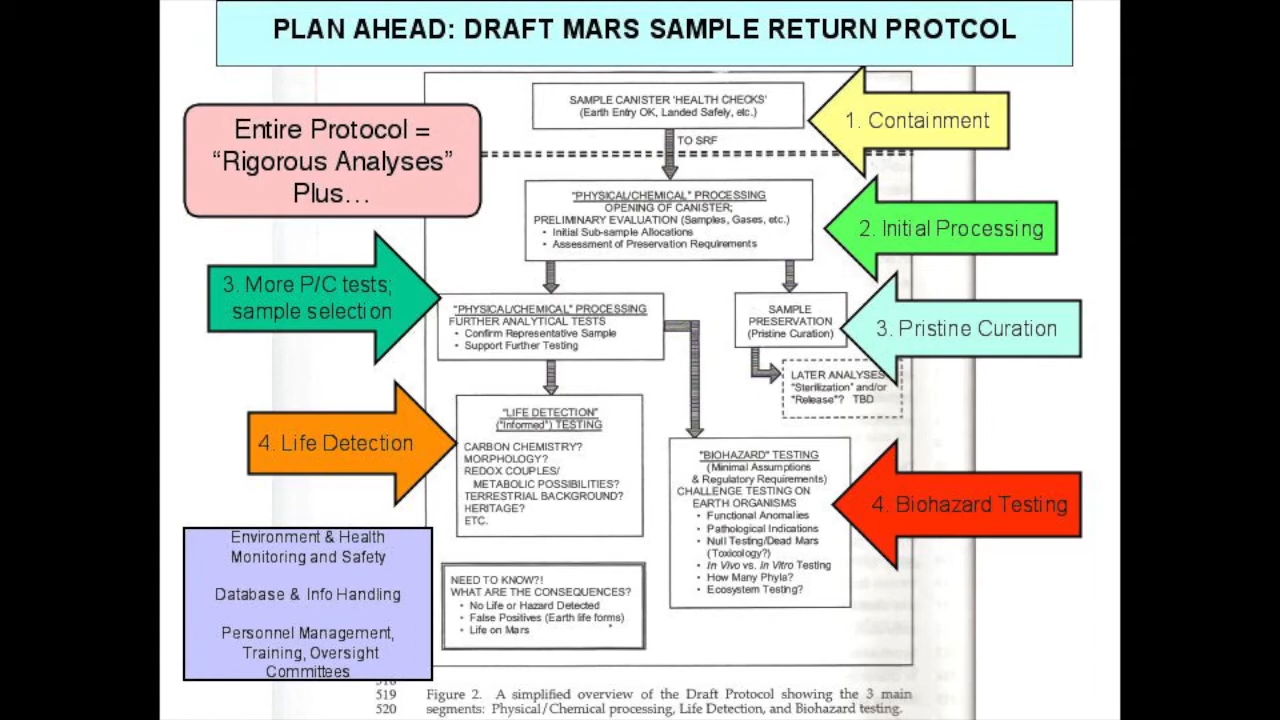 PLAN AHEAD: DRAFT MARS SAMPLE RETURN PROTCOL
Entire Protocol =
“Rigorous Analyses”
Plus…
SAMPLE CANISTER 'HEALTH CHECKS'
(Earth Entry OK, Landed Safely, etc.)
1. Containment
TO SRF
"PHYSICAL/CHEMICAL" PROCESSING
OPENING OF CANISTER;
PRELIMINARY EVALUATION (Samples, Gases, etc.)
• Initial Sub-sample Allocations
• Assessment of Preservation Requirements
2. Initial Processing
3. More P/C tests;
sample selection
"PHYSICAL/CHEMICAL" PROCESSING
FURTHER ANALYTICAL TESTS
• Confirm Representative Sample
• Support Further Testing
SAMPLE
PRESERVATION
(Pristine Curation)
3. Pristine Curation
LATER ANALYSES
"Sterilization" and/or
"Release"? TBD
4. Life Detection
"LIFE DETECTION"
("Informed") TESTING
CARBON CHEMISTRY?
MORPHOLOGY?
REDOX COUPLES/
METABOLIC POSSIBILITIES?
TERRESTRIAL BACKGROUND?
HERITAGE?
ETC.
"BIOHAZARD" TESTING
(Minimal Assumptions
& Regulatory Requirements)
CHALLENGE TESTING ON
EARTH ORGANISMS
• Functional Anomalies
• Pathological Indications
• Null Testing/Dead Mars
(Toxicology?)
• In Vivo vs. In Vitro Testing
• How Many Phyla?
• Ecosystem Testing?
4. Biohazard Testing
Environment & Health
Monitoring and Safety
Database & Info Handling
Personnel Management,
Training, Oversight
Committees
NEED TO KNOW?!
WHAT ARE THE CONSEQUENCES?
• No Life or Hazard Detected
• False Positives (Earth life forms)
• Life on Mars
519 Figure 2. A simplified overview of the Draft Protocol showing the 3 main
520 segments: Physical/Chemical processing, Life Detection, and Biohazard testing.